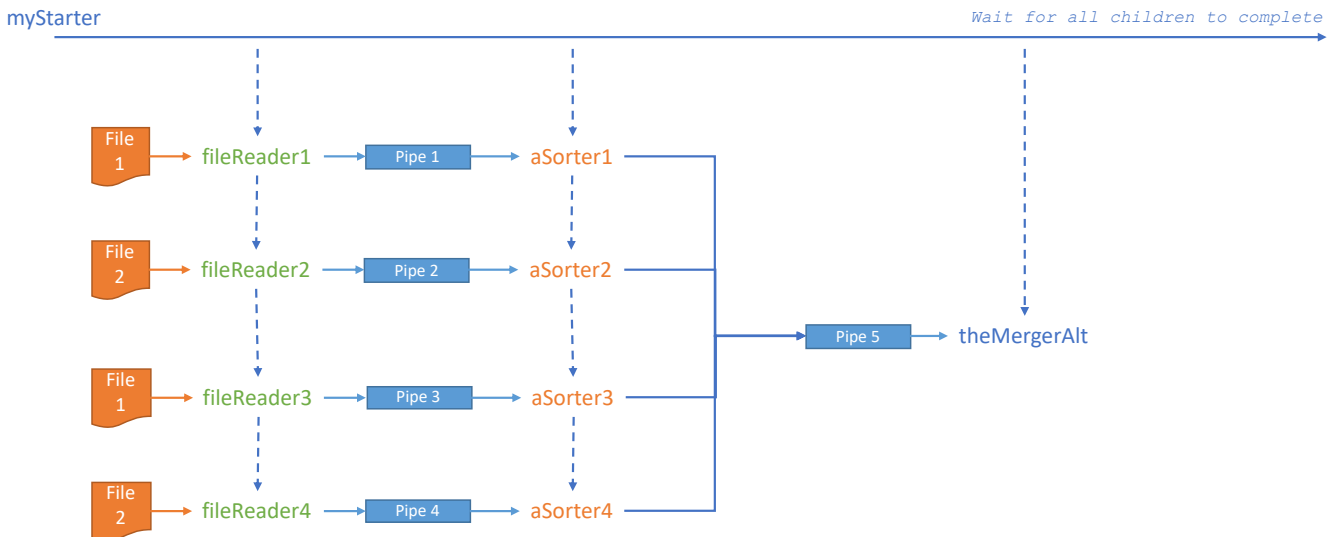 myStarter
Wait for all children to complete
File
1
fileReader1
Pipe 1
aSorter1
File
2
fileReader2
Pipe 2
aSorter2
Pipe 5
theMergerAlt
File
1
fileReader3
Pipe 3
aSorter3
File
2
fileReader4
Pipe 4
aSorter4